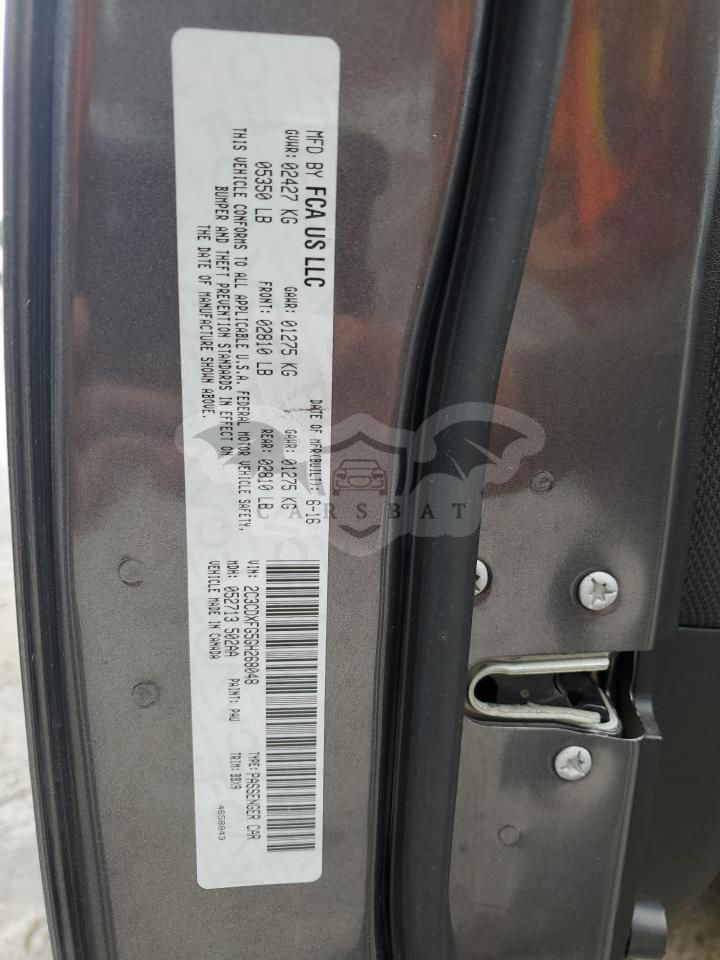 MFD BY FCA US LLC
DATE OF MFR(BUILT): 6-16
GVWR: 02427 KG
GAWR: 01275 KG
GAWR: 01275 KG
05350 LB
FRONT: 02810 LB
REAR: 02810 LB
THIS VEHICLE CONFORMS TO ALL APPLICABLE U.S.A. FEDERAL MOTOR VEHICLE SAFETY,
BUMPER AND THEFT PREVENTION STANDARDS IN EFFECT ON
THE DATE OF MANUFACTURE SHOWN ABOVE.
VIN: 2C3CDXFG5GH268048
TYPE: PASSENGER CAR
MDH: 052713 502AA
PAINT: PAU
TRIM: BBX9
VEHICLE MADE IN CANADA
4658843
CARSBAT